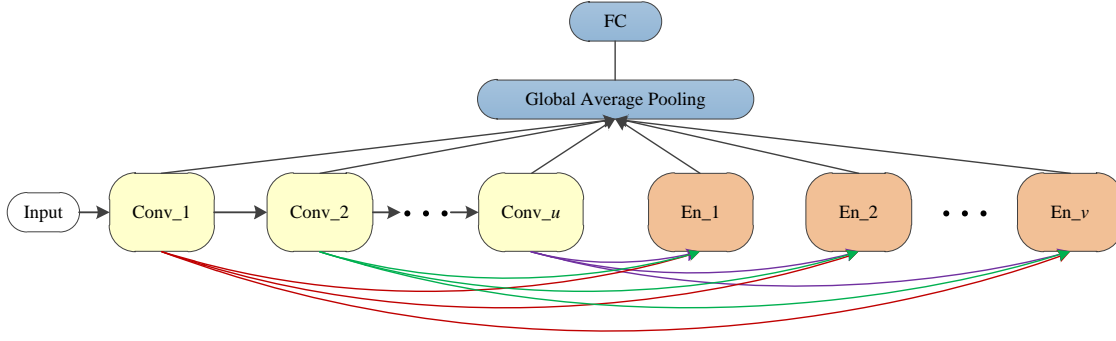 FC
Global Average Pooling
Input
Conv_1
Conv_2
• • •
Conv_u
En_1
En_2
• • •
En_v